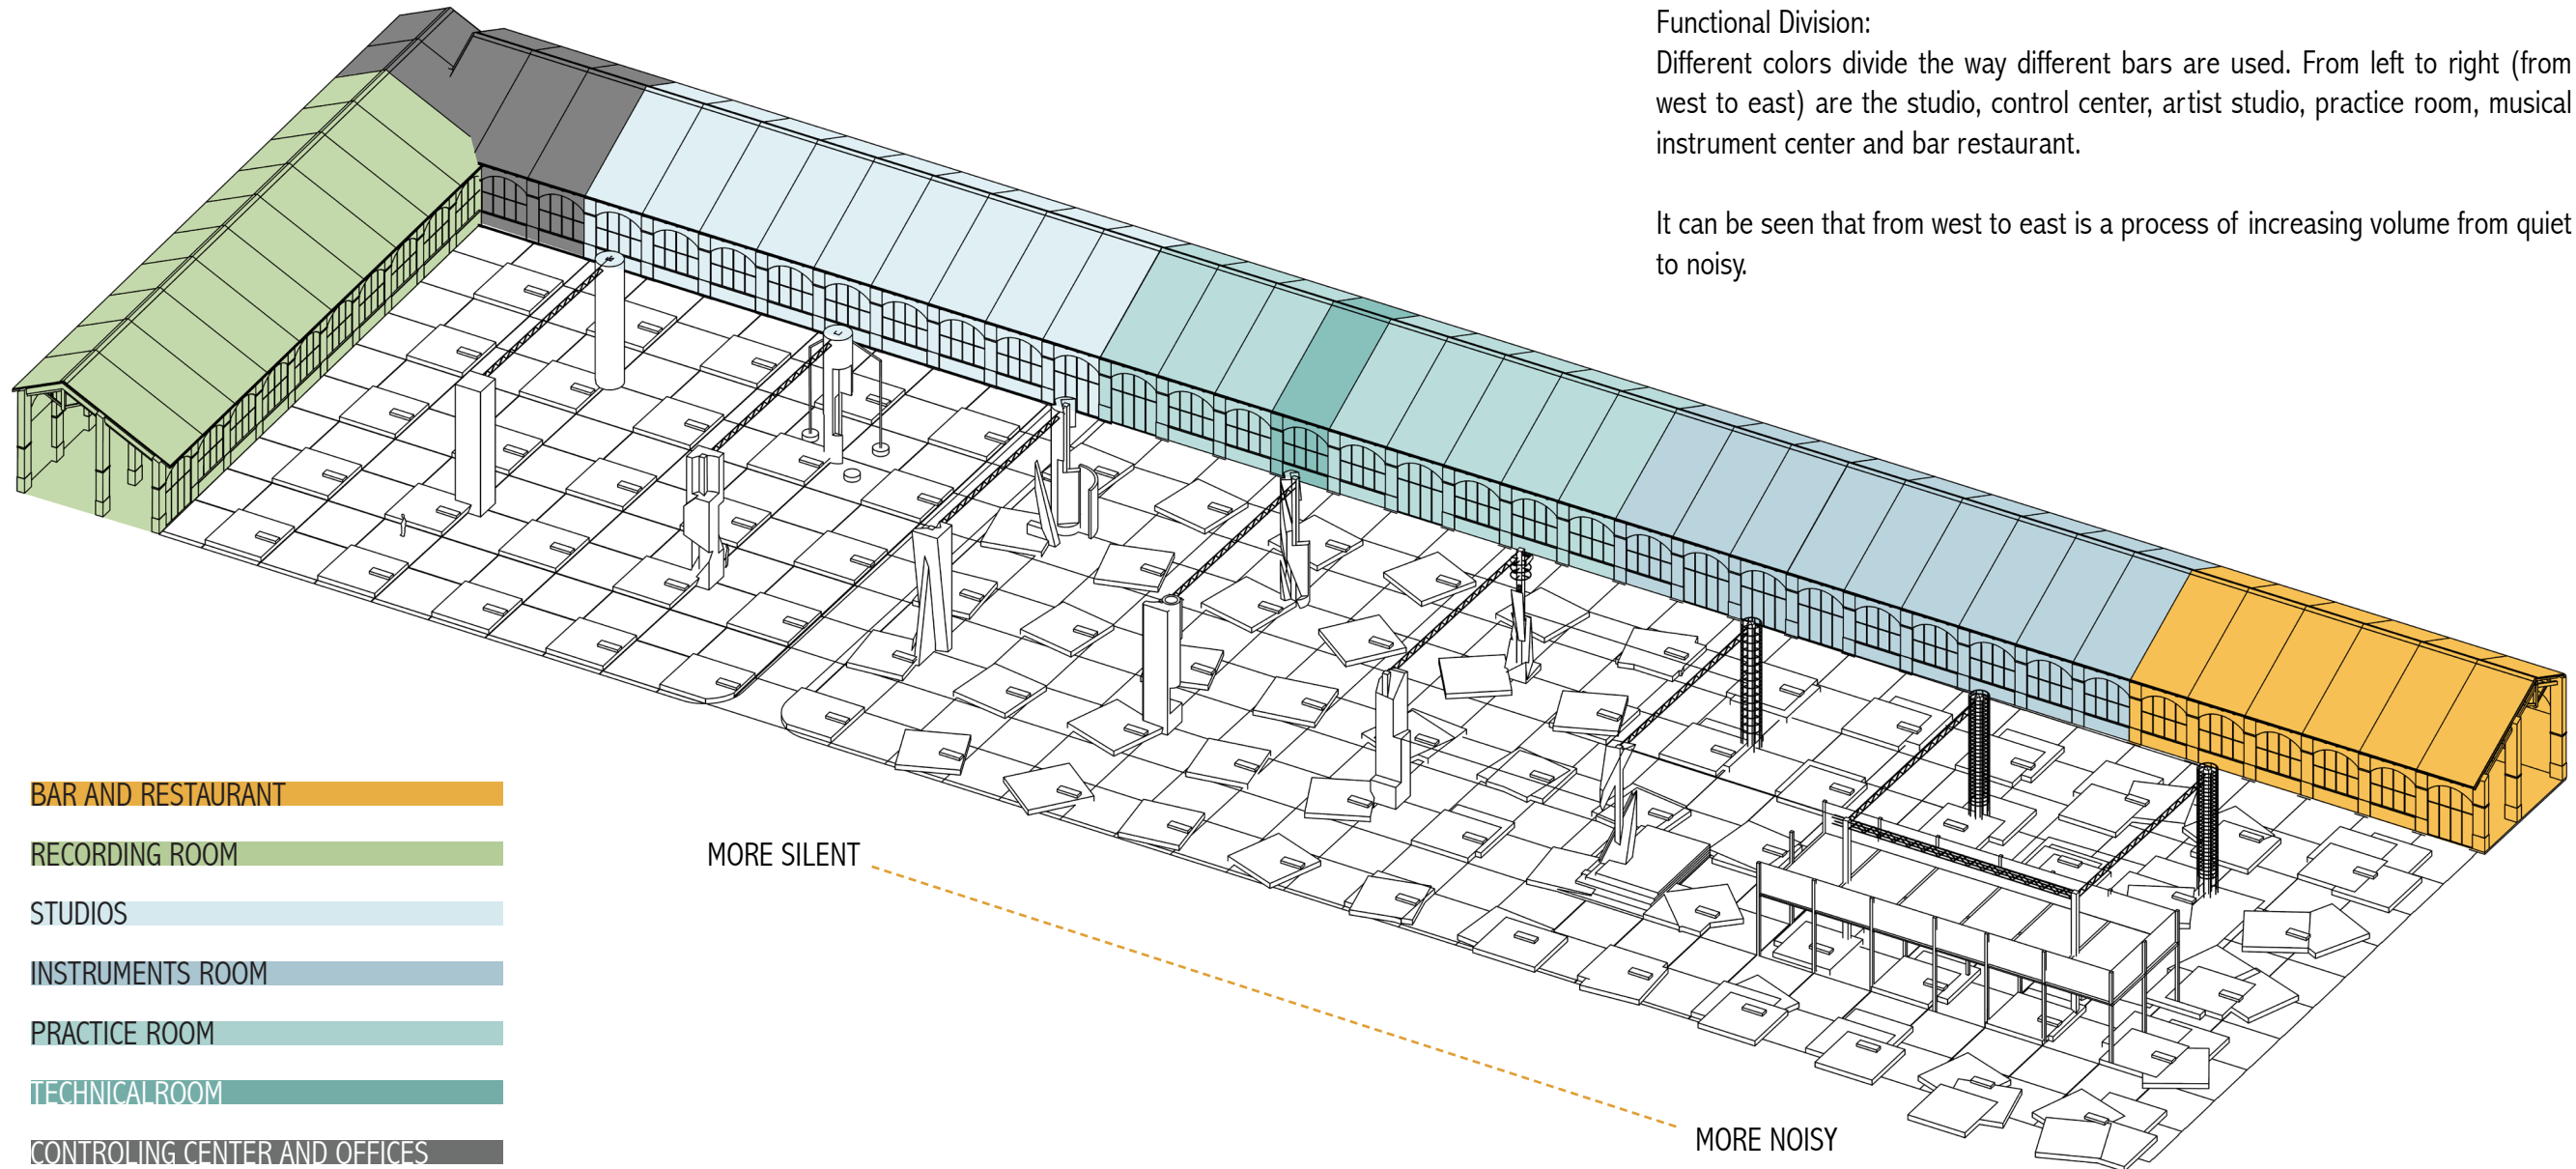 Functional Division:
Different colors divide the way different bars are used. From left to right (from
west to east) are the studio, control center, artist studio, practice room, musical
instrument center and bar restaurant.
It can be seen that from west to east is a process of increasing volume from quiet
to noisy.
BAR AND RESTAURANT
RECORDING ROOM
STUDIOS
INSTRUMENTS ROOM
PRACTICE ROOM
TECHNICALROOM
CONTROLING CENTER AND OFFICES
MORE SILENT
MORE NOISY